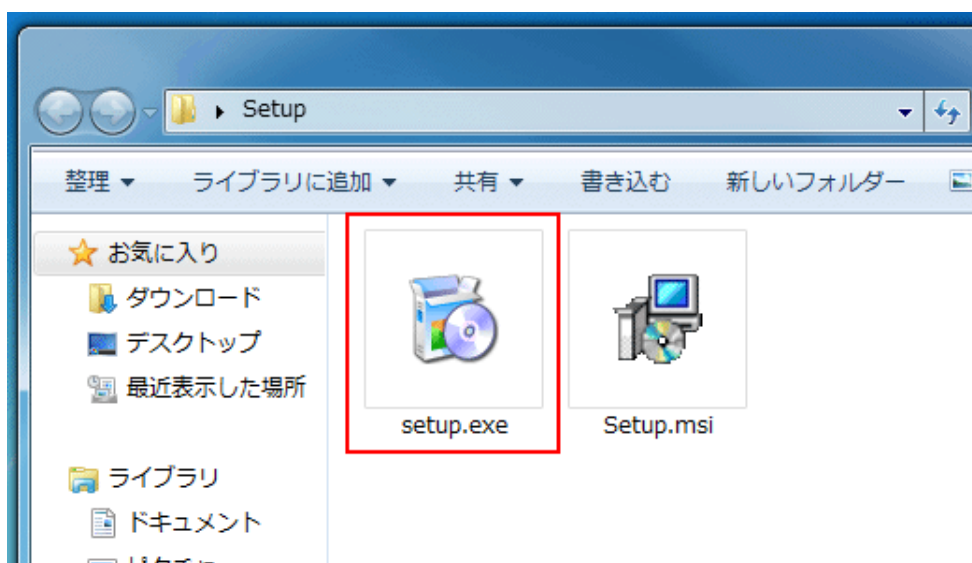 Setup
整理 ライブラリに追加 共有 書き込む 新しいフォルダー
お気に入り
ダウンロード
デスクトップ
最近表示した場所
ライブラリ
ドキュメント
setup.exe
Setup.msi